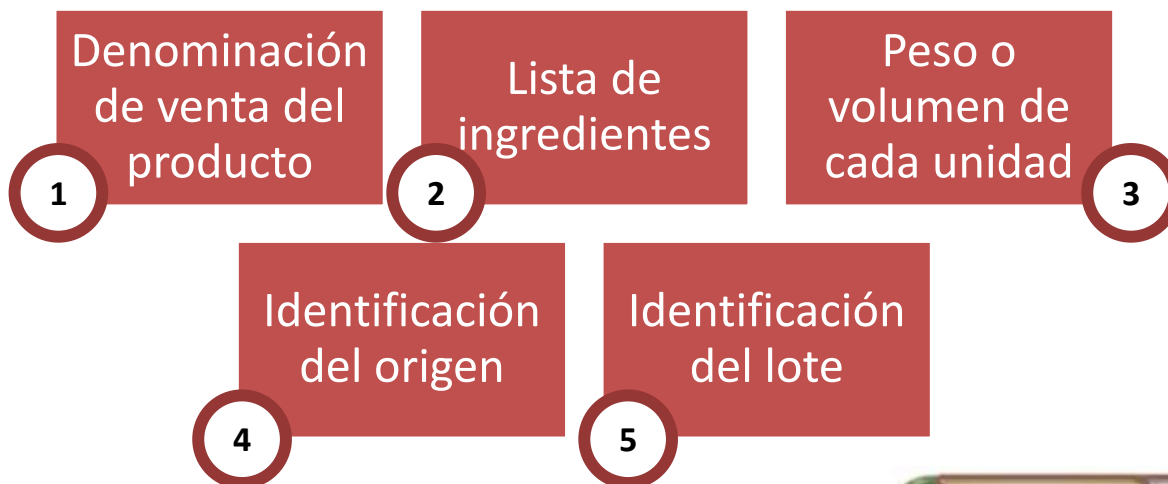 Denominación
de venta del
producto
1
Lista de
ingredientes
2
Peso o
volumen de
cada unidad
3
Identificación
del origen
4
Identificación
del lote
5